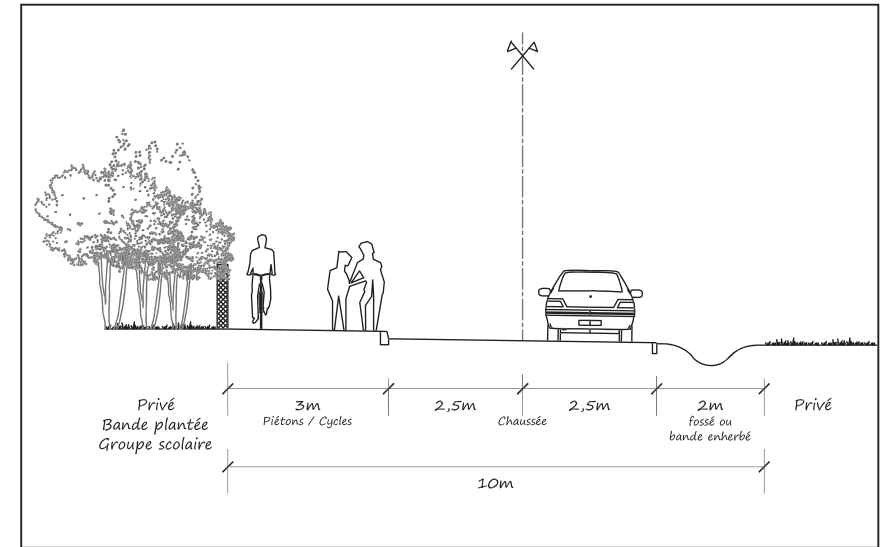 Privé
Bande plantée
Groupe scolaire
3m
Piétons / Cycles
2,5m
2,5m
Chaussée
2m
fossé ou
bande enherbé
Privé
10m